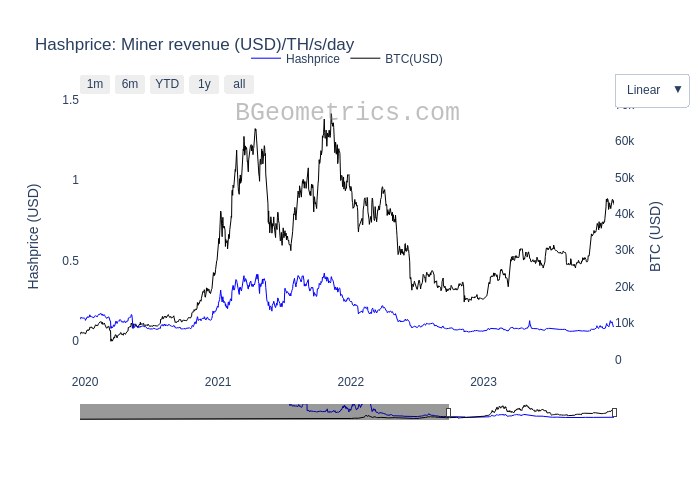 Hashprice: Miner revenue (USD)/TH/s/day
Hashprice BTC(USD)
1m 6m YTD 1y all
Linear ▼
BGeometrics.com
1.5
1
0.5
0
Hashprice (USD)
60k
50k
40k
30k
20k
10k
0
BTC (USD)
2020 2021 2022 2023